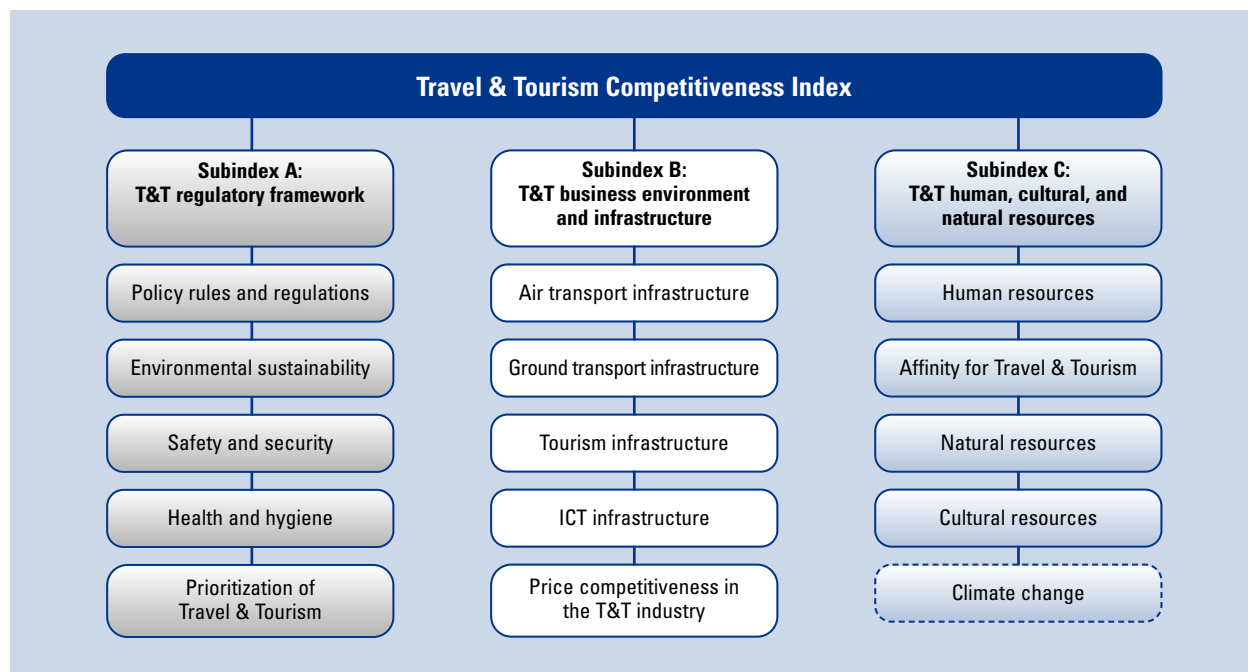 Travel & Tourism Competitiveness Index
Subindex A:
T&T regulatory framework
Policy rules and regulations
Environmental sustainability
Safety and security
Health and hygiene
Prioritization of
Travel & Tourism
Subindex B:
T&T business environment
and infrastructure
Air transport infrastructure
Ground transport infrastructure
Tourism infrastructure
ICT infrastructure
Price competitiveness in
the T&T industry
Subindex C:
T&T human, cultural, and
natural resources
Human resources
Affinity for Travel & Tourism
Natural resources
Cultural resources
Climate change